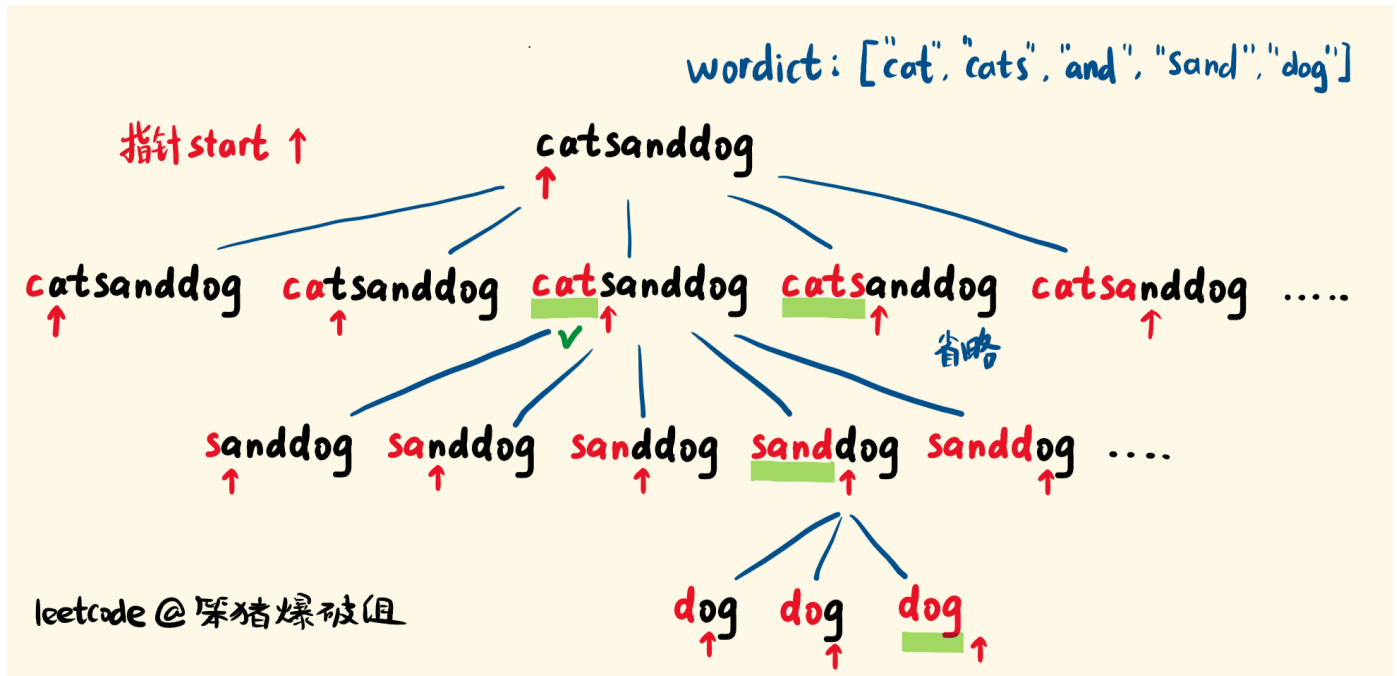 wordict: ["cat", "cats", "and", "sand", "dog"]
指针start ↑
catsanddog
catsanddog catsanddog catsanddog catsanddog catsanddog .....
省略
sanddog sanddog sanddog sanddog sanddog ....
dog dog dog
leetcode @ 笨猪爆破组